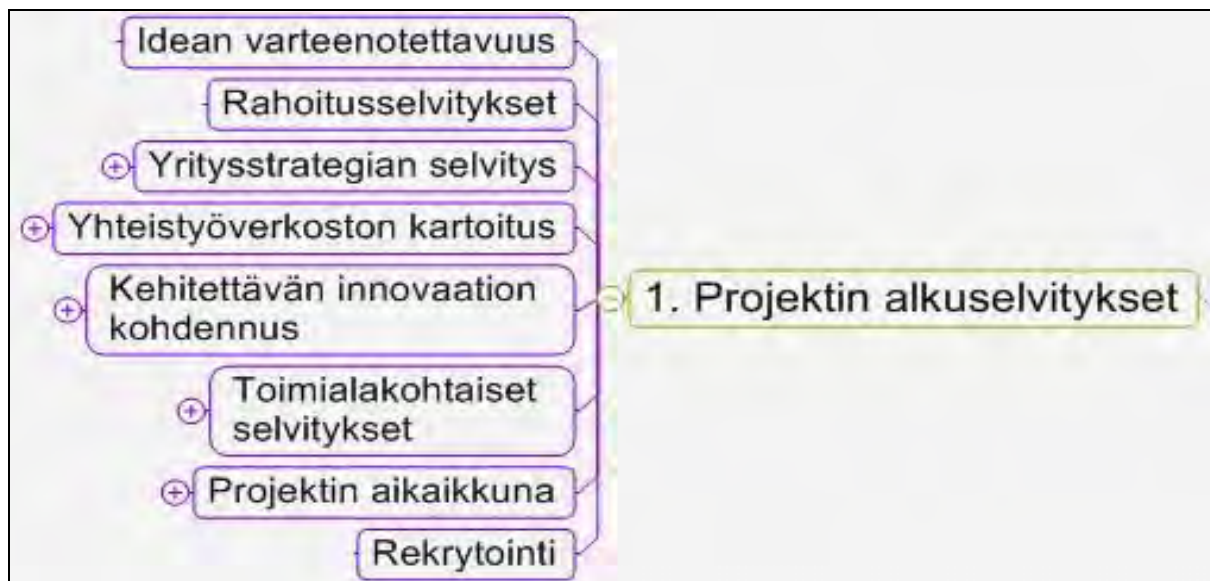 Idean varteenotettavuus
Rahoitusselvitykset
Yritysstrategian selvitys
Yhteistyöverkoston kartoitus
Kehitettävän innovaation
kohdennus
Toimialakohtaiset
selvitykset
Projektin aikaikkuna
Rekrytointi
1. Projektin alkuselvitykset